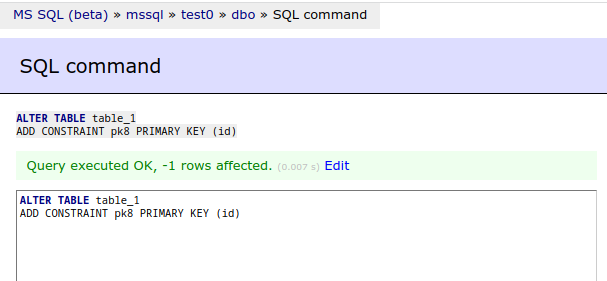 MS SQL (beta) » mssql » test0 » dbo » SQL command
SQL command
ALTER TABLE table_1
ADD CONSTRAINT pk8 PRIMARY KEY (id)
Query executed OK, -1 rows affected. (0.007 s) Edit
ALTER TABLE table_1
ADD CONSTRAINT pk8 PRIMARY KEY (id)